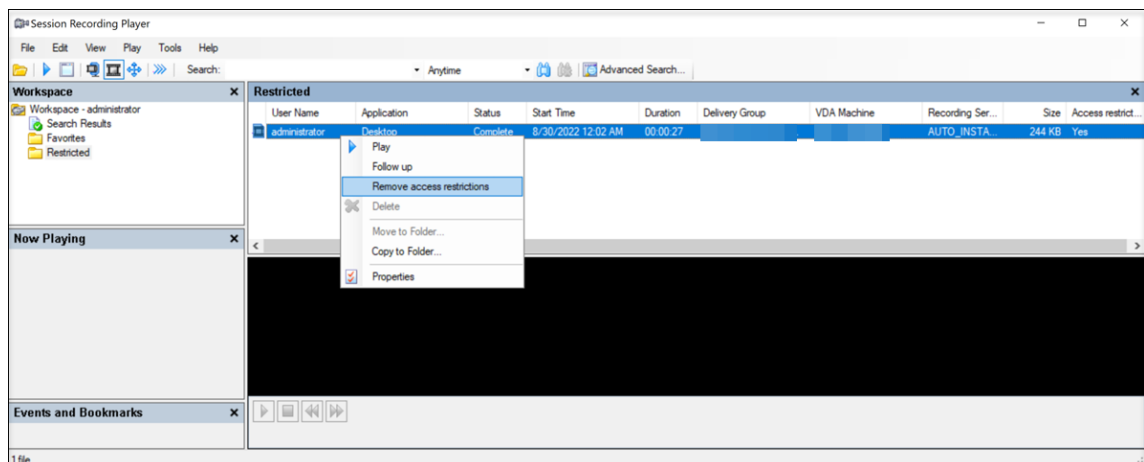 Session Recording Player
File Edit View Play Tools Help
Search: Anytime Advanced Search...
Workspace
Workspace - administrator
Search Results
Favorites
Restricted
Restricted
User Name Application Status Start Time Duration Delivery Group VDA Machine Recording Ser... Size Access restrict...
administrator Desktop Complete 8/30/2022 12:02 AM 00:00:27 AUTO_INSTA... 244 KB Yes
Play
Follow up
Remove access restrictions
Delete
Move to Folder...
Copy to Folder...
Properties
Now Playing
Events and Bookmarks
1 file